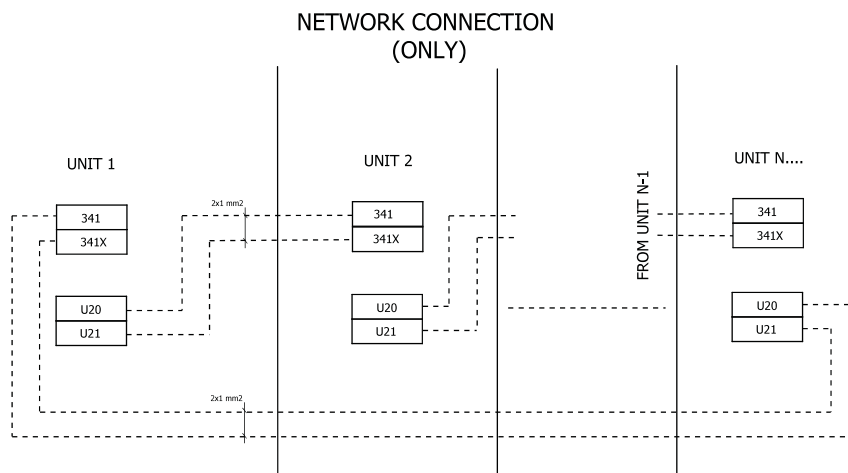 NETWORK CONNECTION
(ONLY)
UNIT 1
UNIT 2
UNIT N....
FROM UNIT N-1
2x1 mm2
341
341X
341
341X
341
341X
U20
U21
U20
U21
U20
U21
2x1 mm2